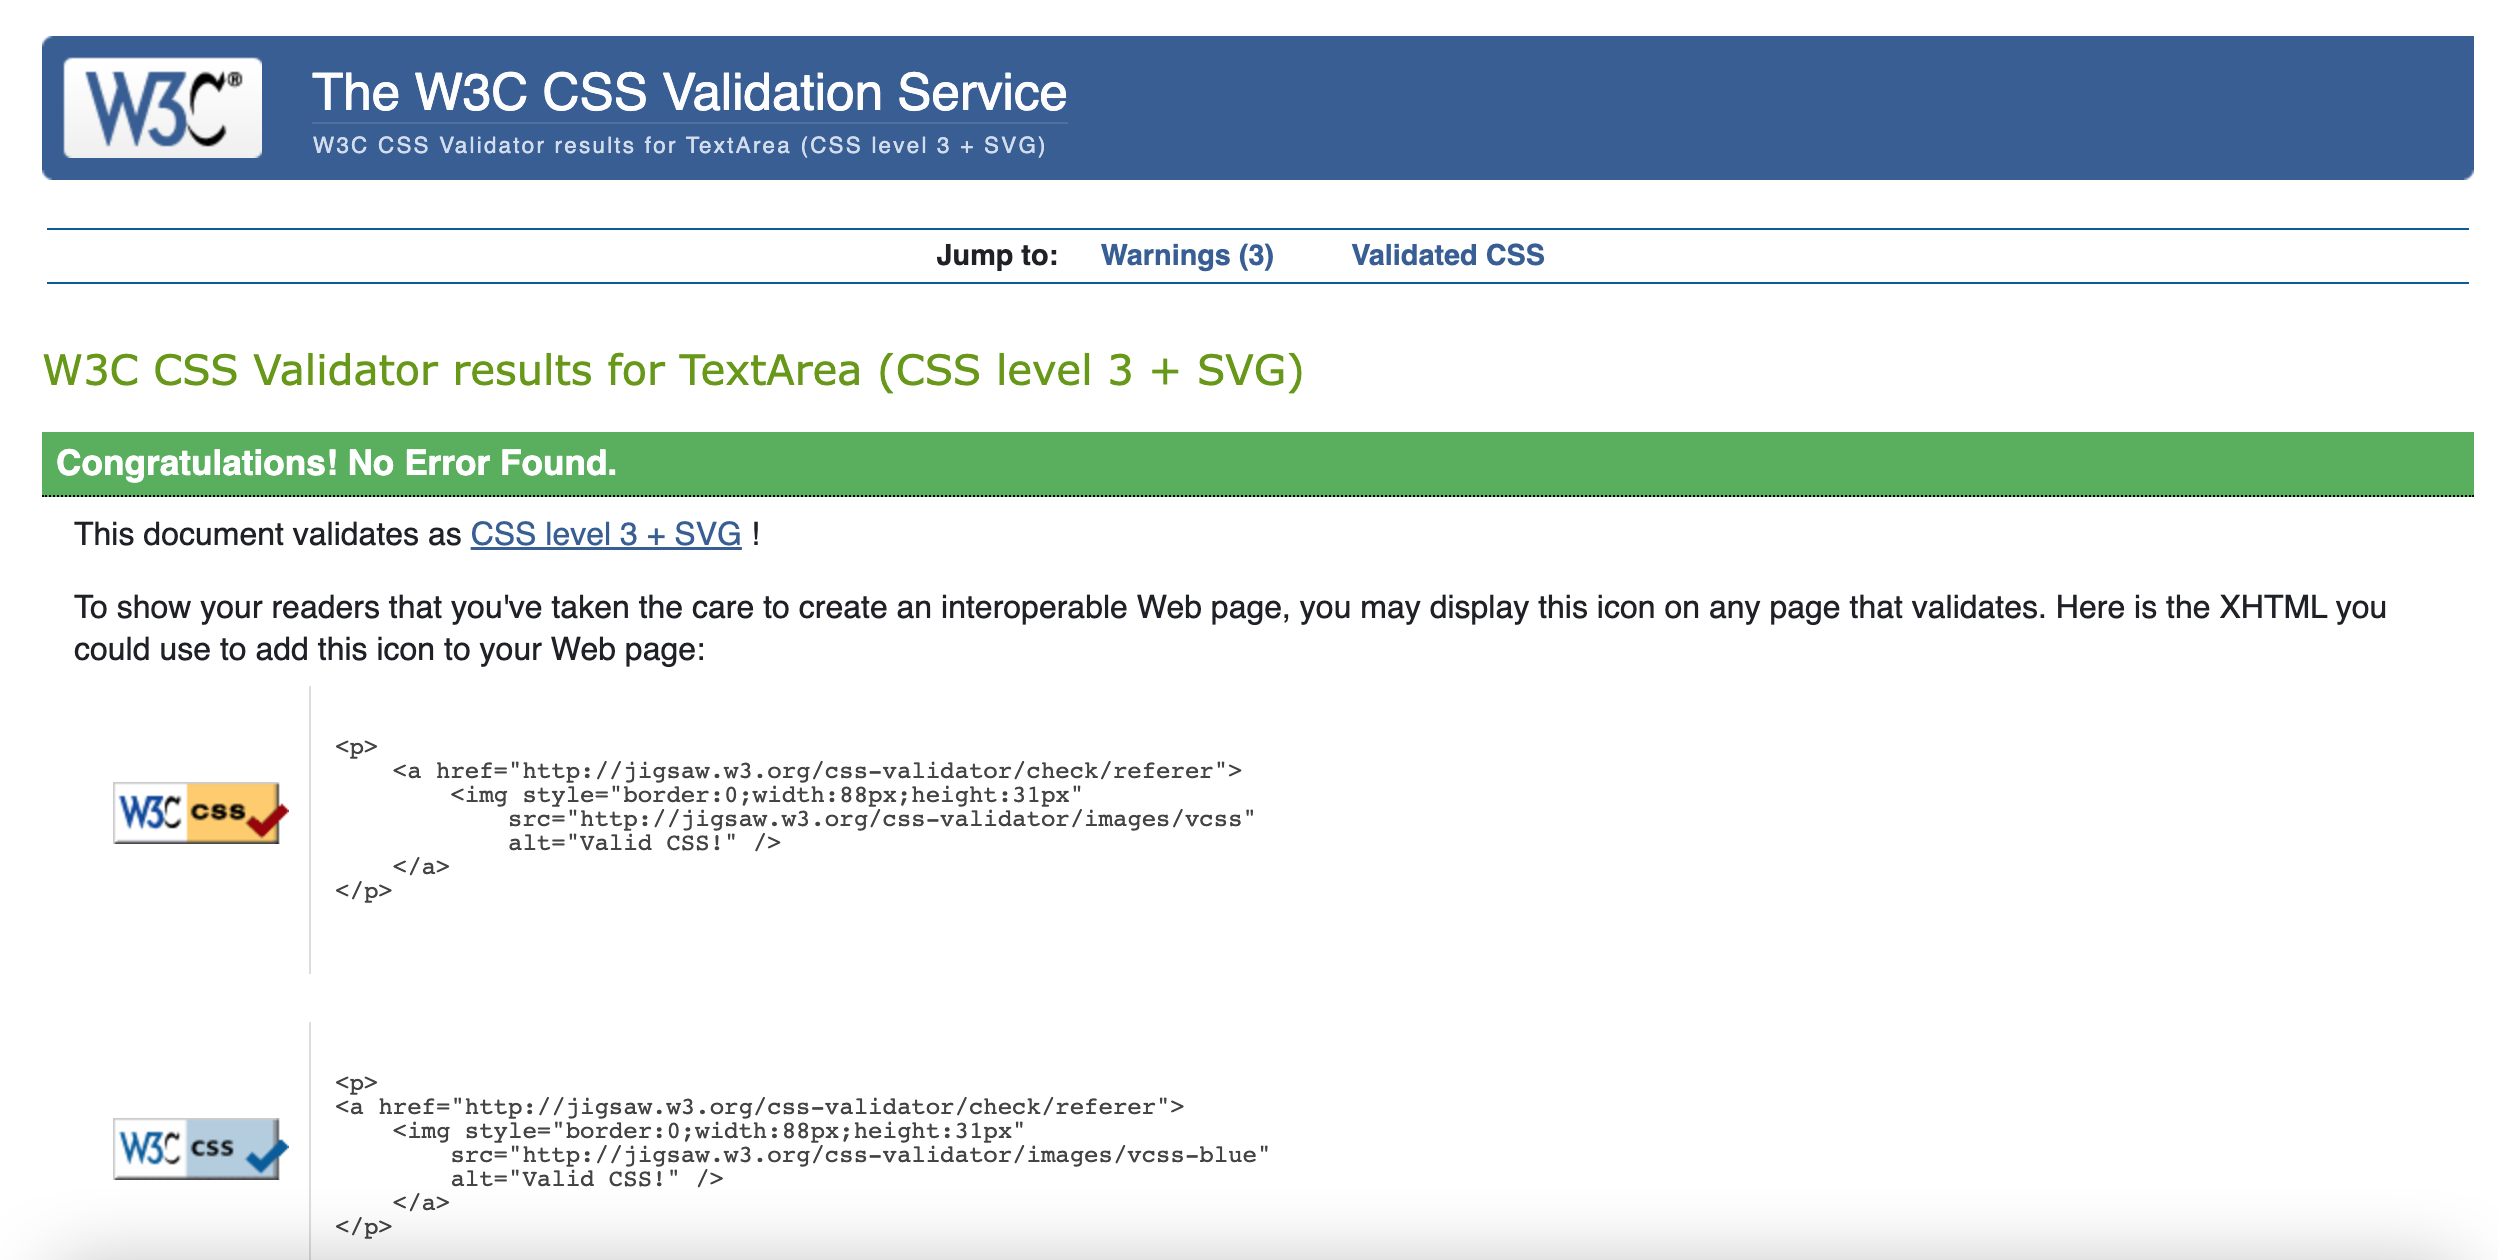 W3C®
The W3C CSS Validation Service
W3C CSS Validator results for TextArea (CSS level 3 + SVG)
Jump to: Warnings (3) Validated CSS
W3C CSS Validator results for TextArea (CSS level 3 + SVG)
Congratulations! No Error Found.
This document validates as CSS level 3 + SVG !
To show your readers that you've taken the care to create an interoperable Web page, you may display this icon on any page that validates. Here is the XHTML you
could use to add this icon to your Web page:
W3C css
<p>
    <a href="http://jigsaw.w3.org/css-validator/check/referer">
        <img style="border:0;width:88px;height:31px"
            src="http://jigsaw.w3.org/css-validator/images/vcss"
            alt="Valid CSS!" />
    </a>
</p>
W3C css
<p>
<a href="http://jigsaw.w3.org/css-validator/check/referer">
    <img style="border:0;width:88px;height:31px"
        src="http://jigsaw.w3.org/css-validator/images/vcss-blue"
        alt="Valid CSS!" />
    </a>
</p>